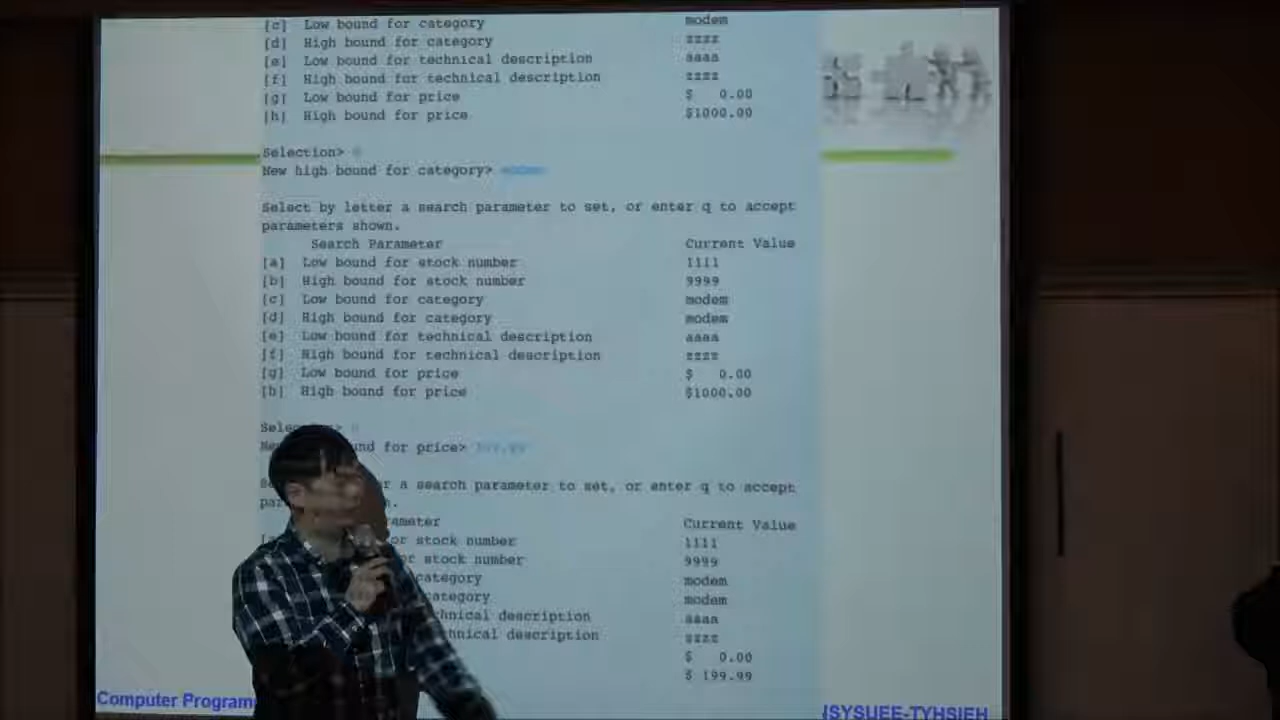 [c] Low bound for category modem
[d] High bound for category zzzz
[e] Low bound for technical description aaaa
[f] High bound for technical description zzzz
[g] Low bound for price $ 0.00
[h] High bound for price $1000.00
Selection>
New high bound for category> modem
Select by letter a search parameter to set, or enter q to accept
parameters shown.
Search Parameter Current Value
[a] Low bound for stock number 1111
[b] High bound for stock number 9999
[c] Low bound for category modem
[d] High bound for category modem
[e] Low bound for technical description aaaa
[f] High bound for technical description zzzz
[g] Low bound for price $ 0.00
[h] High bound for price $1000.00
und for price> 199.99
a search parameter to set, or enter q to accept
rameter Current Value
or stock number 1111
or stock number 9999
category modem
category modem
chnical description aaaa
hnical description zzzz
$ 0.00
$ 199.99
Computer Program
SYSUEE-TYHSIEH